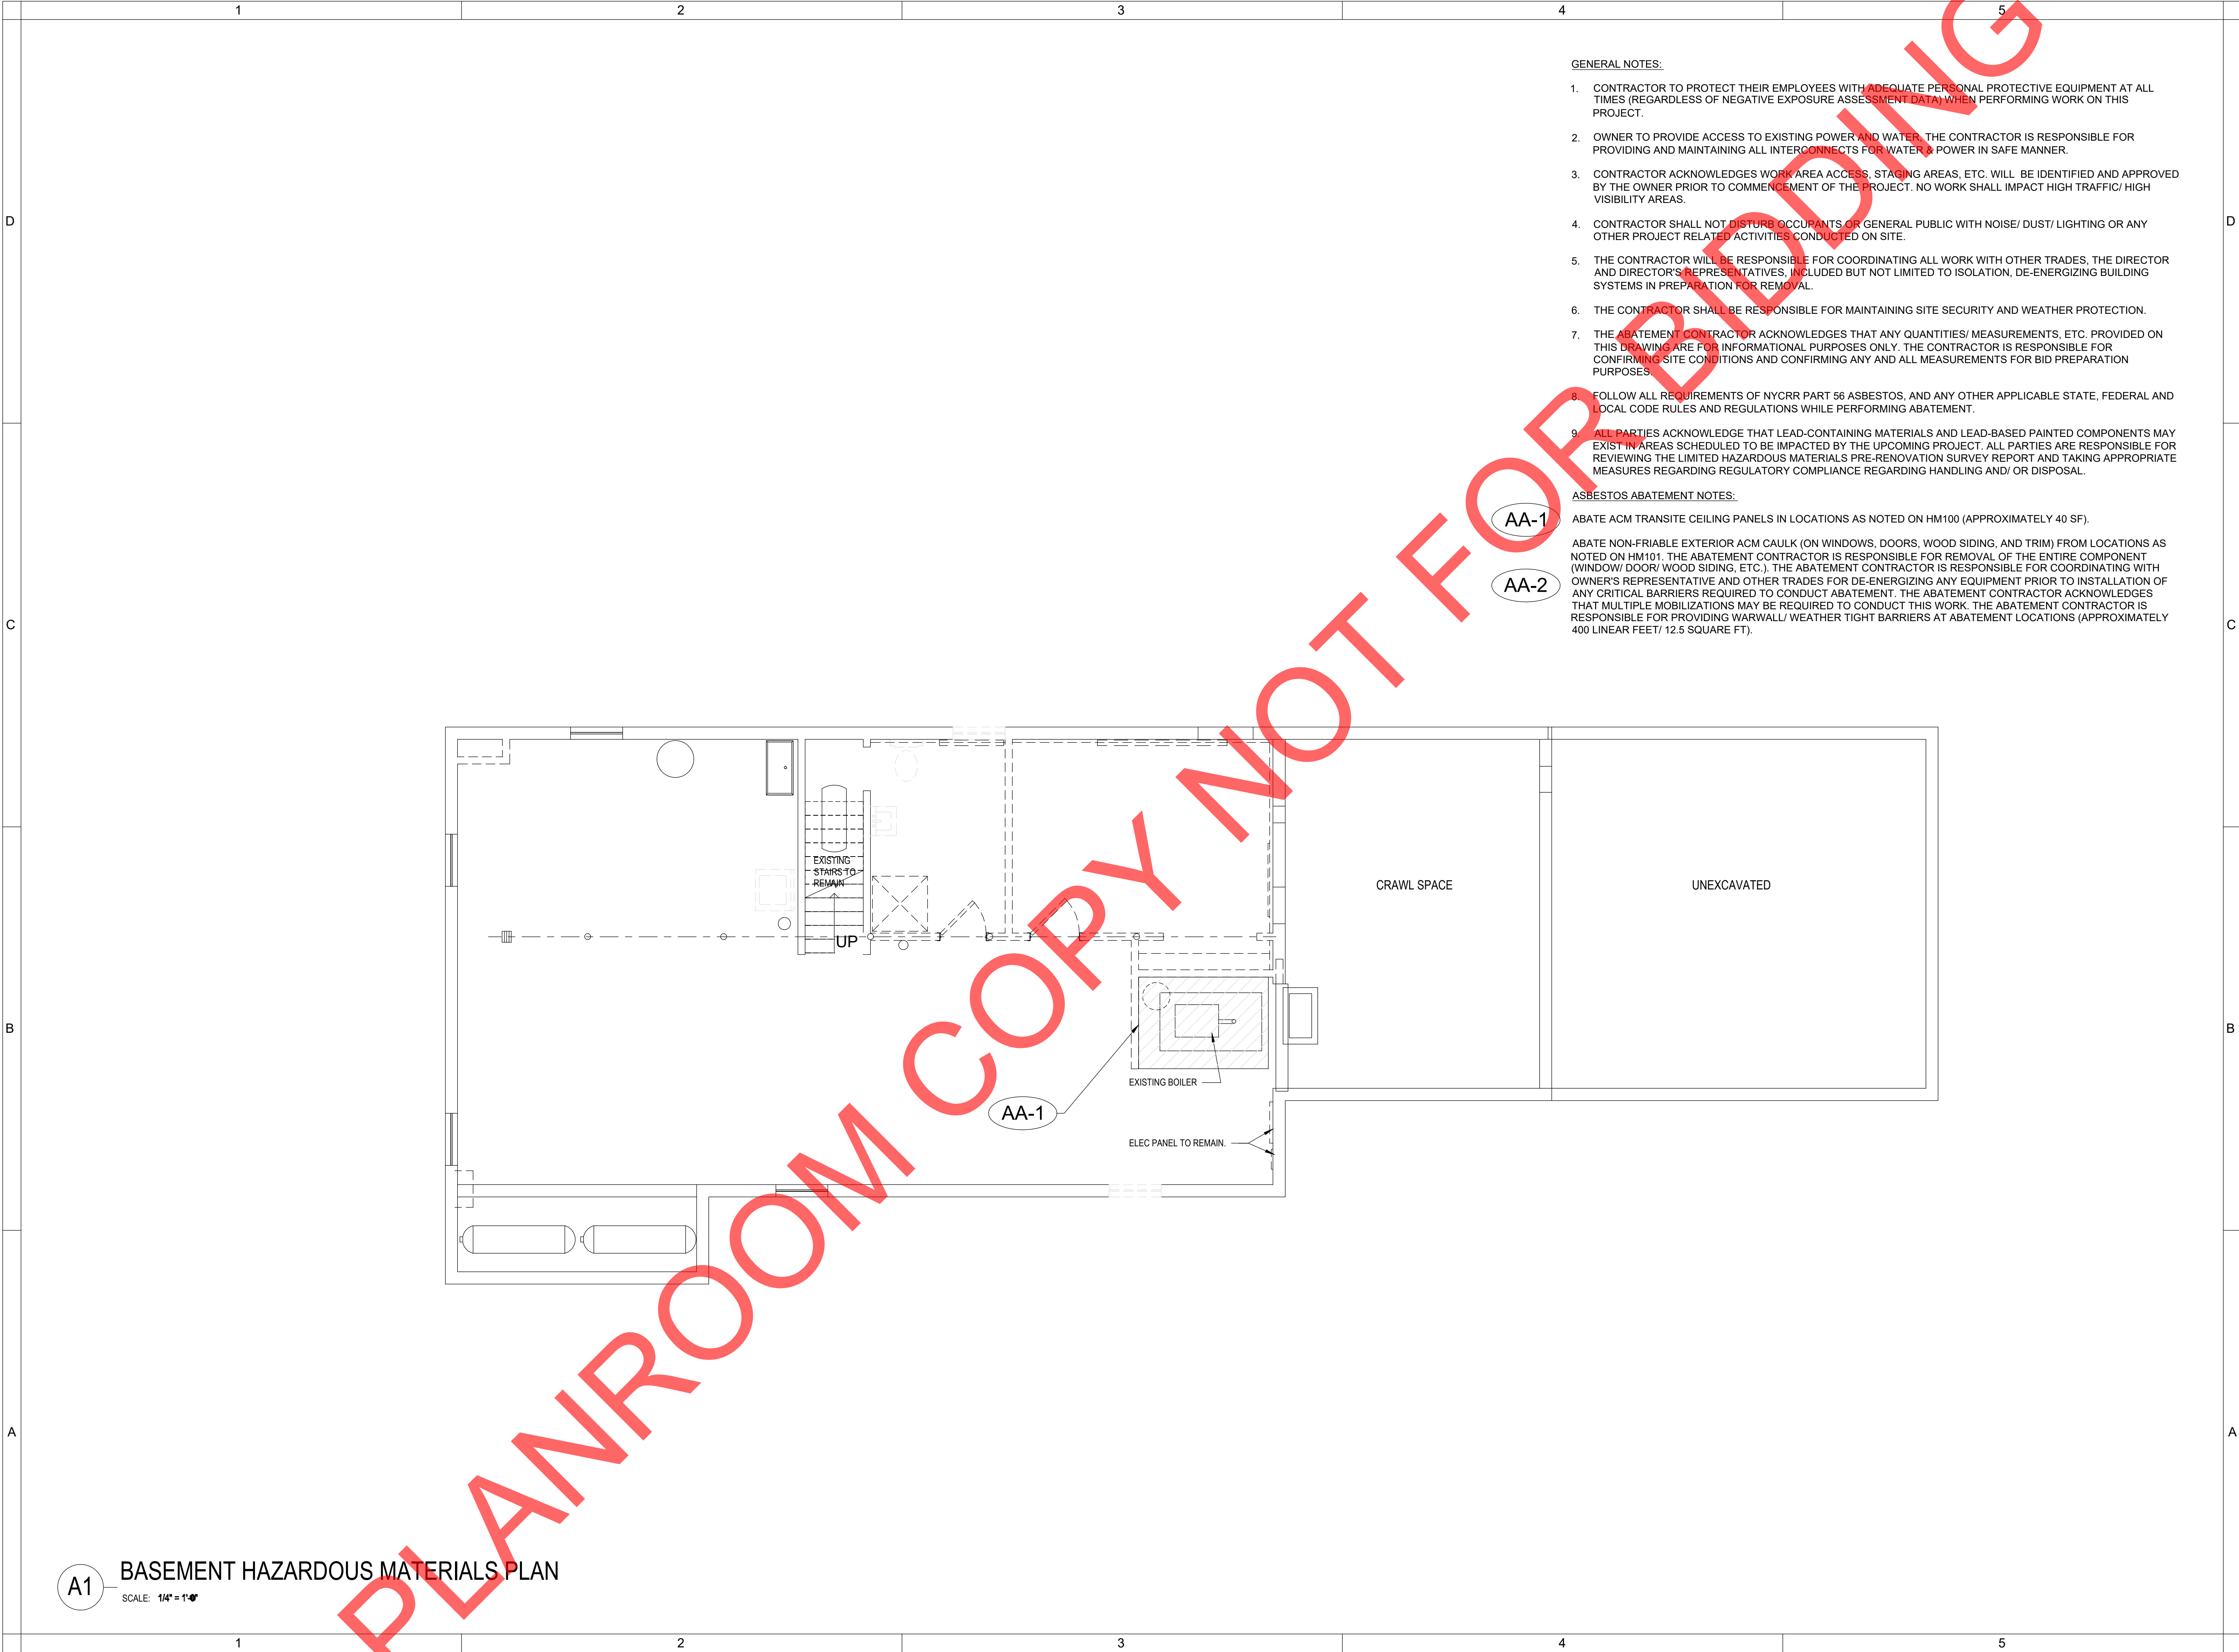 1 2 3 4 5
GENERAL NOTES:
1. CONTRACTOR TO PROTECT THEIR EMPLOYEES WITH ADEQUATE PERSONAL PROTECTIVE EQUIPMENT AT ALL
TIMES (REGARDLESS OF NEGATIVE EXPOSURE ASSESSMENT DATA) WHEN PERFORMING WORK ON THIS
PROJECT.
2. OWNER TO PROVIDE ACCESS TO EXISTING POWER AND WATER, THE CONTRACTOR IS RESPONSIBLE FOR
PROVIDING AND MAINTAINING ALL INTERCONNECTS FOR WATER & POWER IN SAFE MANNER.
3. CONTRACTOR ACKNOWLEDGES WORK AREA ACCESS, STAGING AREAS, ETC. WILL BE IDENTIFIED AND APPROVED
BY THE OWNER PRIOR TO COMMENCEMENT OF THE PROJECT. NO WORK SHALL IMPACT HIGH TRAFFIC/ HIGH
VISIBILITY AREAS.
D D
4. CONTRACTOR SHALL NOT DISTURB OCCUPANTS OR GENERAL PUBLIC WITH NOISE/ DUST/ LIGHTING OR ANY
OTHER PROJECT RELATED ACTIVITIES CONDUCTED ON SITE.
5. THE CONTRACTOR WILL BE RESPONSIBLE FOR COORDINATING ALL WORK WITH OTHER TRADES, THE DIRECTOR
AND DIRECTOR'S REPRESENTATIVES, INCLUDED BUT NOT LIMITED TO ISOLATION, DE-ENERGIZING BUILDING
SYSTEMS IN PREPARATION FOR REMOVAL.
6. THE CONTRACTOR SHALL BE RESPONSIBLE FOR MAINTAINING SITE SECURITY AND WEATHER PROTECTION.
7. THE ABATEMENT CONTRACTOR ACKNOWLEDGES THAT ANY QUANTITIES/ MEASUREMENTS, ETC. PROVIDED ON
THIS DRAWING ARE FOR INFORMATIONAL PURPOSES ONLY. THE CONTRACTOR IS RESPONSIBLE FOR
CONFIRMING SITE CONDITIONS AND CONFIRMING ANY AND ALL MEASUREMENTS FOR BID PREPARATION
PURPOSES.
8. FOLLOW ALL REQUIREMENTS OF NYCRR PART 56 ASBESTOS, AND ANY OTHER APPLICABLE STATE, FEDERAL AND
LOCAL CODE RULES AND REGULATIONS WHILE PERFORMING ABATEMENT.
9. ALL PARTIES ACKNOWLEDGE THAT LEAD-CONTAINING MATERIALS AND LEAD-BASED PAINTED COMPONENTS MAY
EXIST IN AREAS SCHEDULED TO BE IMPACTED BY THE UPCOMING PROJECT. ALL PARTIES ARE RESPONSIBLE FOR
REVIEWING THE LIMITED HAZARDOUS MATERIALS PRE-RENOVATION SURVEY REPORT AND TAKING APPROPRIATE
MEASURES REGARDING REGULATORY COMPLIANCE REGARDING HANDLING AND/ OR DISPOSAL.
ASBESTOS ABATEMENT NOTES:
AA-1 ABATE ACM TRANSITE CEILING PANELS IN LOCATIONS AS NOTED ON HM100 (APPROXIMATELY 40 SF).
ABATE NON-FRIABLE EXTERIOR ACM CAULK (ON WINDOWS, DOORS, WOOD SIDING, AND TRIM) FROM LOCATIONS AS
NOTED ON HM101. THE ABATEMENT CONTRACTOR IS RESPONSIBLE FOR REMOVAL OF THE ENTIRE COMPONENT
(WINDOW/ DOOR/ WOOD SIDING, ETC.). THE ABATEMENT CONTRACTOR IS RESPONSIBLE FOR COORDINATING WITH
AA-2 OWNER'S REPRESENTATIVE AND OTHER TRADES FOR DE-ENERGIZING ANY EQUIPMENT PRIOR TO INSTALLATION OF
ANY CRITICAL BARRIERS REQUIRED TO CONDUCT ABATEMENT. THE ABATEMENT CONTRACTOR ACKNOWLEDGES
THAT MULTIPLE MOBILIZATIONS MAY BE REQUIRED TO CONDUCT THIS WORK. THE ABATEMENT CONTRACTOR IS
RESPONSIBLE FOR PROVIDING WARWALL/ WEATHER TIGHT BARRIERS AT ABATEMENT LOCATIONS (APPROXIMATELY
400 LINEAR FEET/ 12.5 SQUARE FT).
C C
PLANROOM COPY NOT FOR BIDDING
EXISTING
STAIRS TO
REMAIN
UP
CRAWL SPACE
UNEXCAVATED
B B
EXISTING BOILER
AA-1
ELEC PANEL TO REMAIN.
A A
A1 BASEMENT HAZARDOUS MATERIALS PLAN
SCALE: 1/4" = 1'-0"
1 2 3 4 5